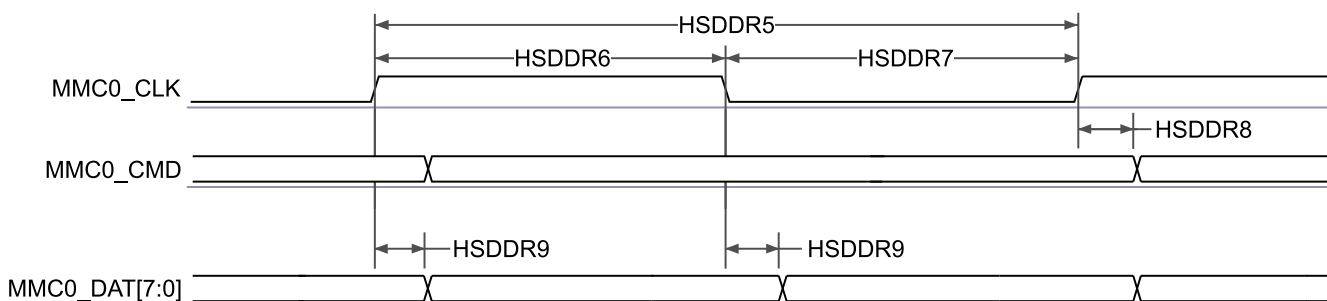 HSDDR5
HSDDR6 HSDDR7
MMC0_CLK
HSDDR8
MMC0_CMD
HSDDR9 HSDDR9
MMC0_DAT[7:0]